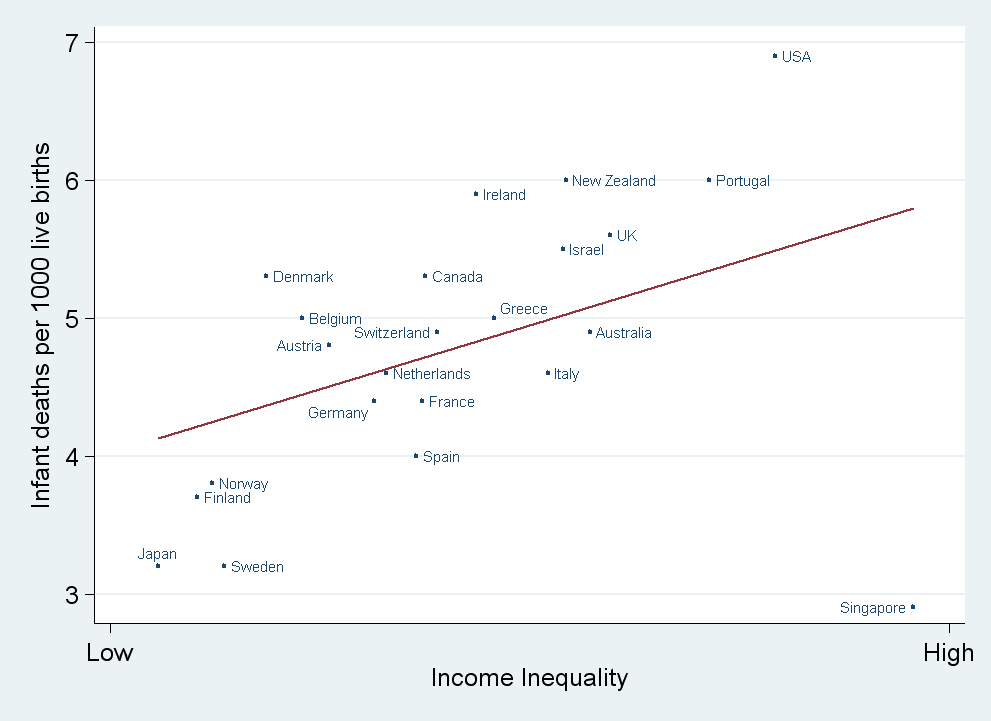 7
USA
6
New Zealand
Portugal
Ireland
UK
Israel
Denmark
Canada
Greece
5
Belgium
Switzerland
Australia
Austria
Netherlands
Italy
France
Germany
4
Spain
Norway
Finland
Japan
Sweden
3
Singapore
Infant deaths per 1000 live births
Low
High
Income Inequality